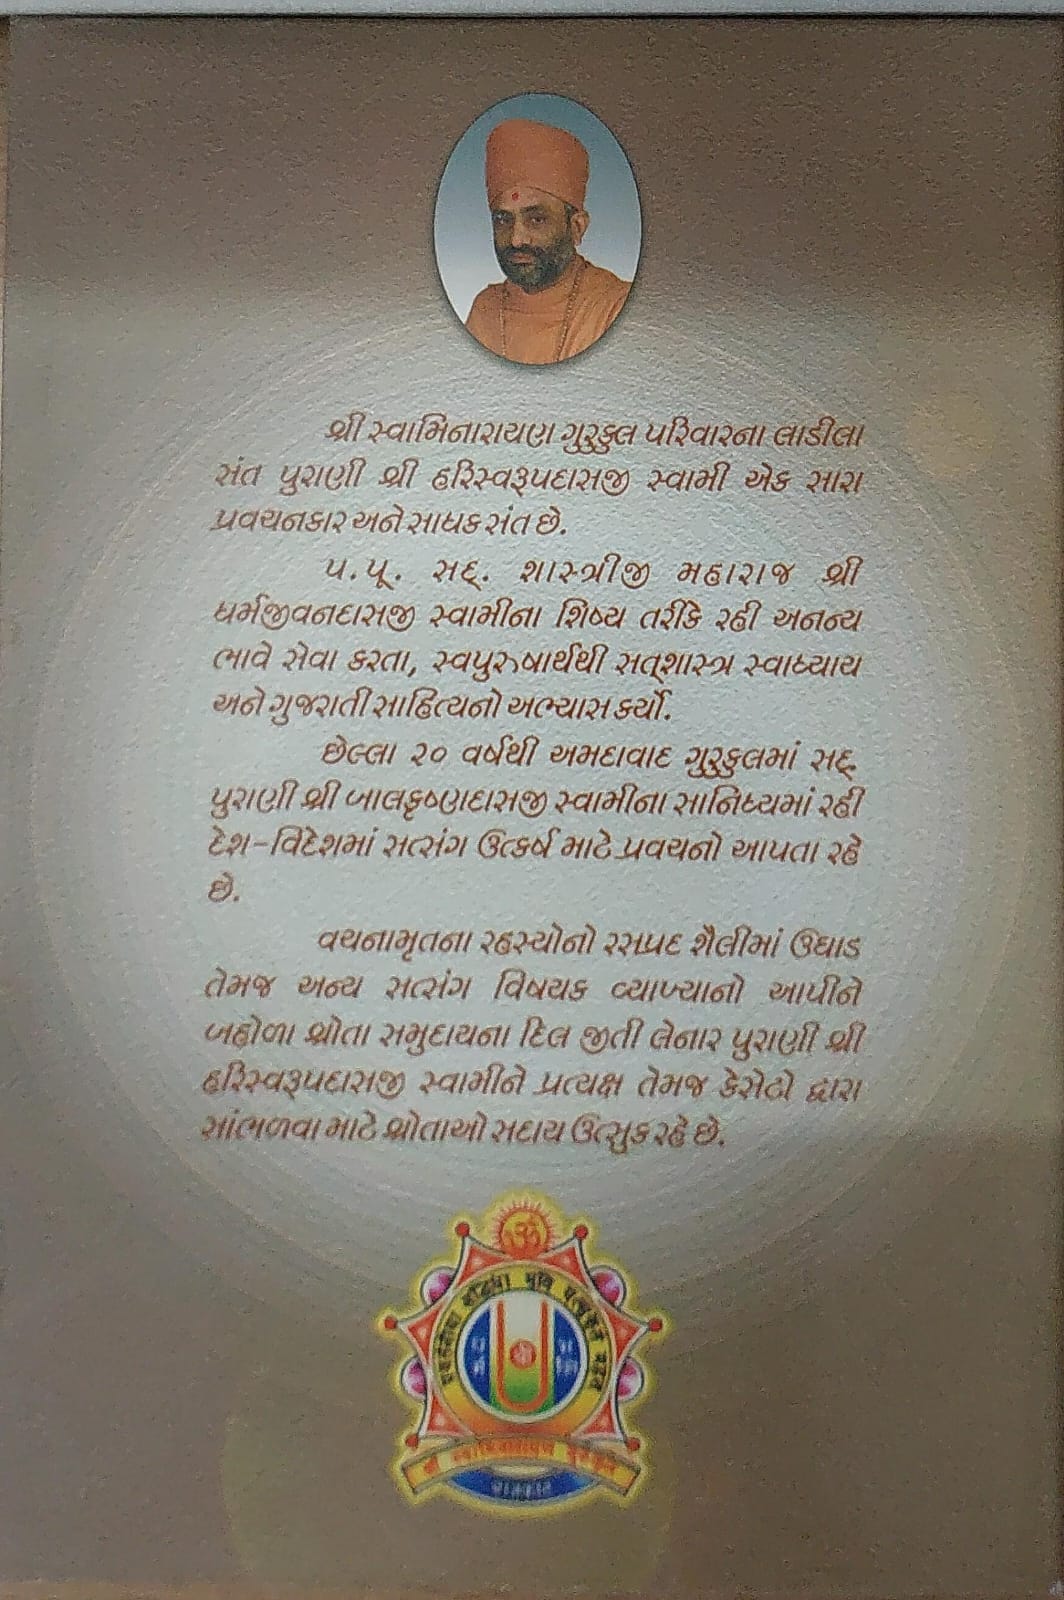 શ્રી સ્વામિનારાયણ ગુરુકુલ પરિવારના લાડીલા
સંત પુરાણી શ્રી હરિસ્વરૂપદાસજી સ્વામી એક સારા
પ્રવચનકાર અને સાધક સંત છે.
પ.પૂ. સદ્. શાસ્ત્રીજી મહારાજ શ્રી
ધર્મજીવનદાસજી સ્વામીના શિષ્ય તરીકે રહી અનન્ય
ભાવે સેવા કરતા, સ્વપુરુષાર્થથી સત્‌શાસ્ત્ર સ્વાધ્યાય
અને ગુજરાતી સાહિત્યનો અભ્યાસ કર્યો.
છેલ્લા ૨૦ વર્ષથી અમદાવાદ ગુરુકુલમાં સદ્.
પુરાણી શ્રી બાલકૃષ્ણદાસજી સ્વામીના સાનિધ્યમાં રહી
દેશ-વિદેશમાં સત્સંગ ઉત્કર્ષ માટે પ્રવચનો આપતા રહે
છે.
વચનામૃતના રહસ્યોનો રસપ્રદ શૈલીમાં ઉઘાડ
તેમજ અન્ય સત્સંગ વિષયક વ્યાખ્યાનો આપીને
બહોળા શ્રોતા સમુદાયના દિલ જીતી લેનાર પુરાણી શ્રી
હરિસ્વરૂપદાસજી સ્વામીને પ્રત્યક્ષ તેમજ કેસેટો દ્વારા
સાંભળવા માટે શ્રોતાઓ સદાય ઉત્સુક રહે છે.
ૐ
શ્રી સ્વામિનારાયણ ગુરુકુલ